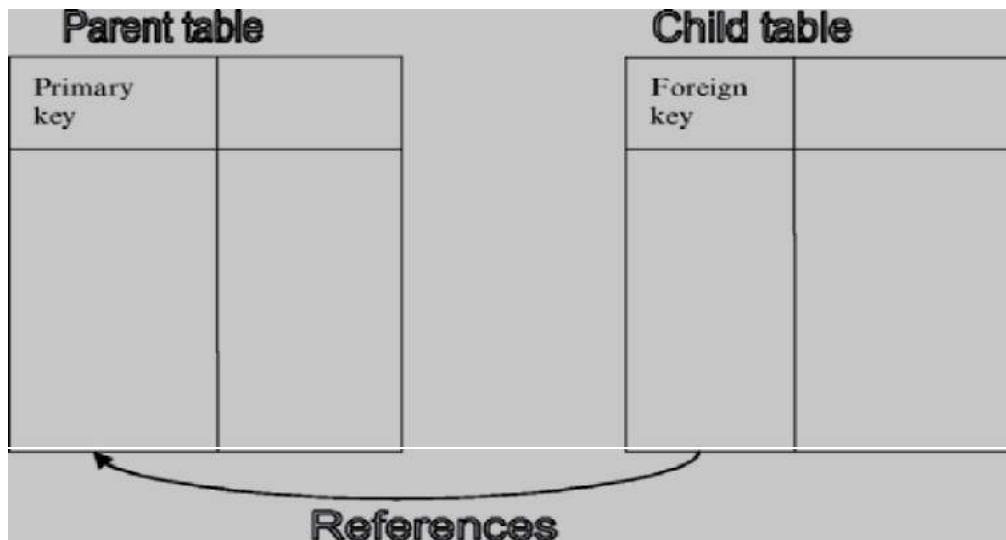 Parent table
Child table
Primary
key
Foreign
key
References